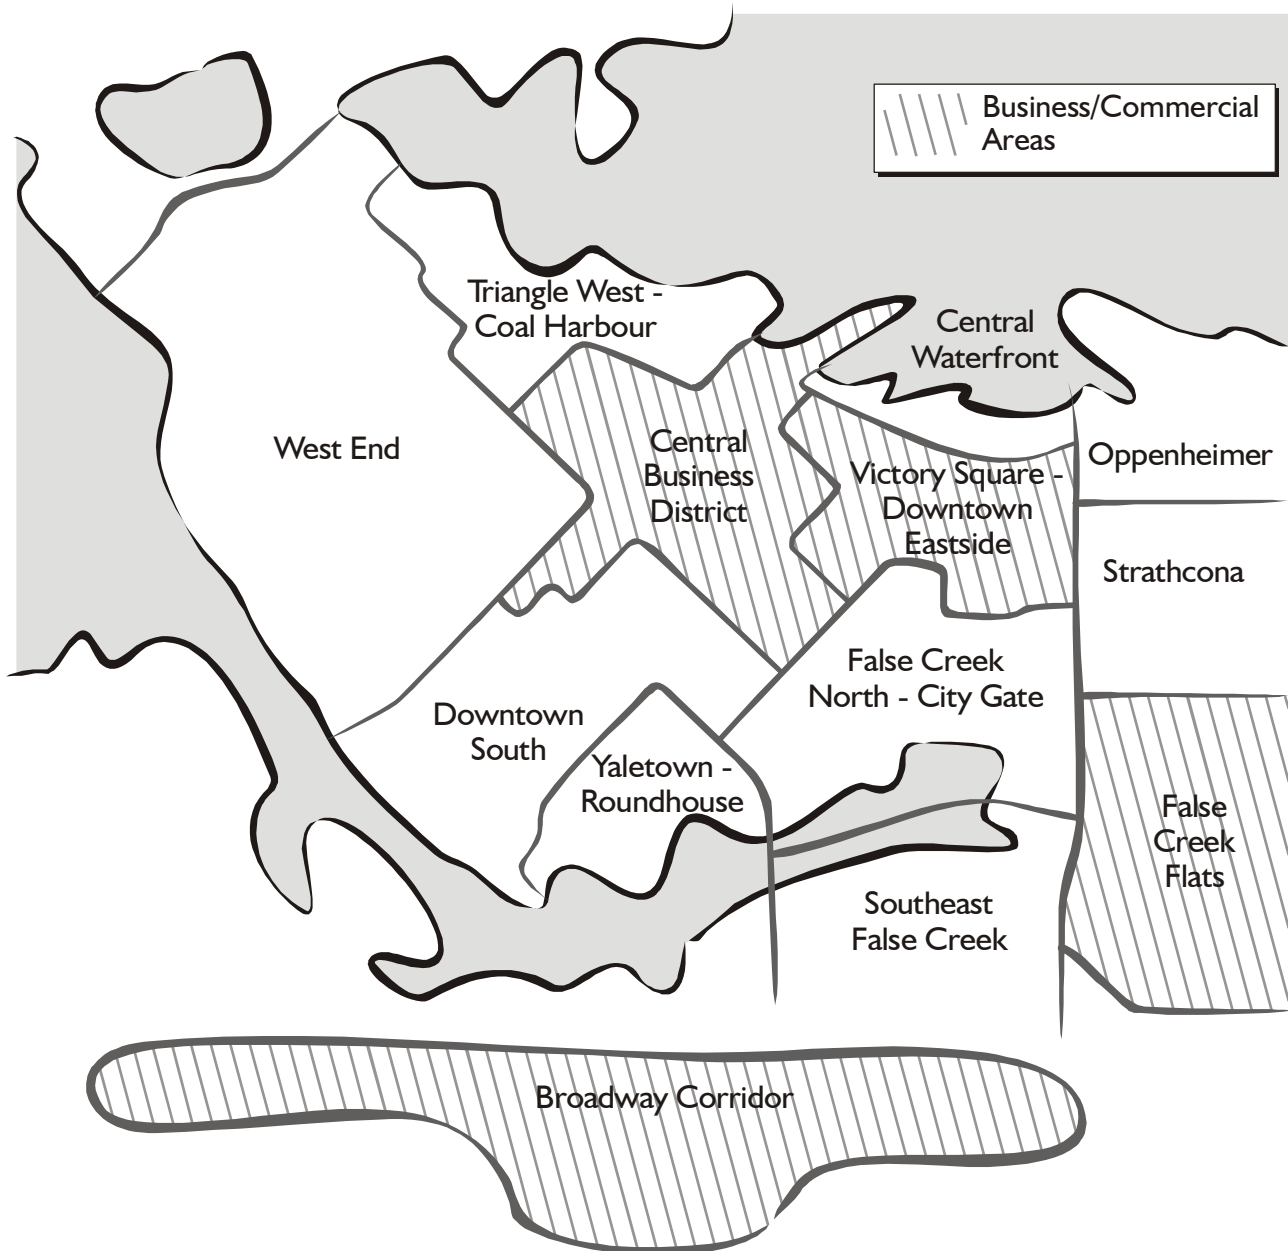 Business/Commercial
Areas
Triangle West -
Coal Harbour
Central
Waterfront
West End
Central
Business
District
Victory Square -
Downtown
Eastside
Oppenheimer
Strathcona
False Creek
North - City Gate
Downtown
South
Yaletown -
Roundhouse
False
Creek
Flats
Southeast
False Creek
Broadway Corridor